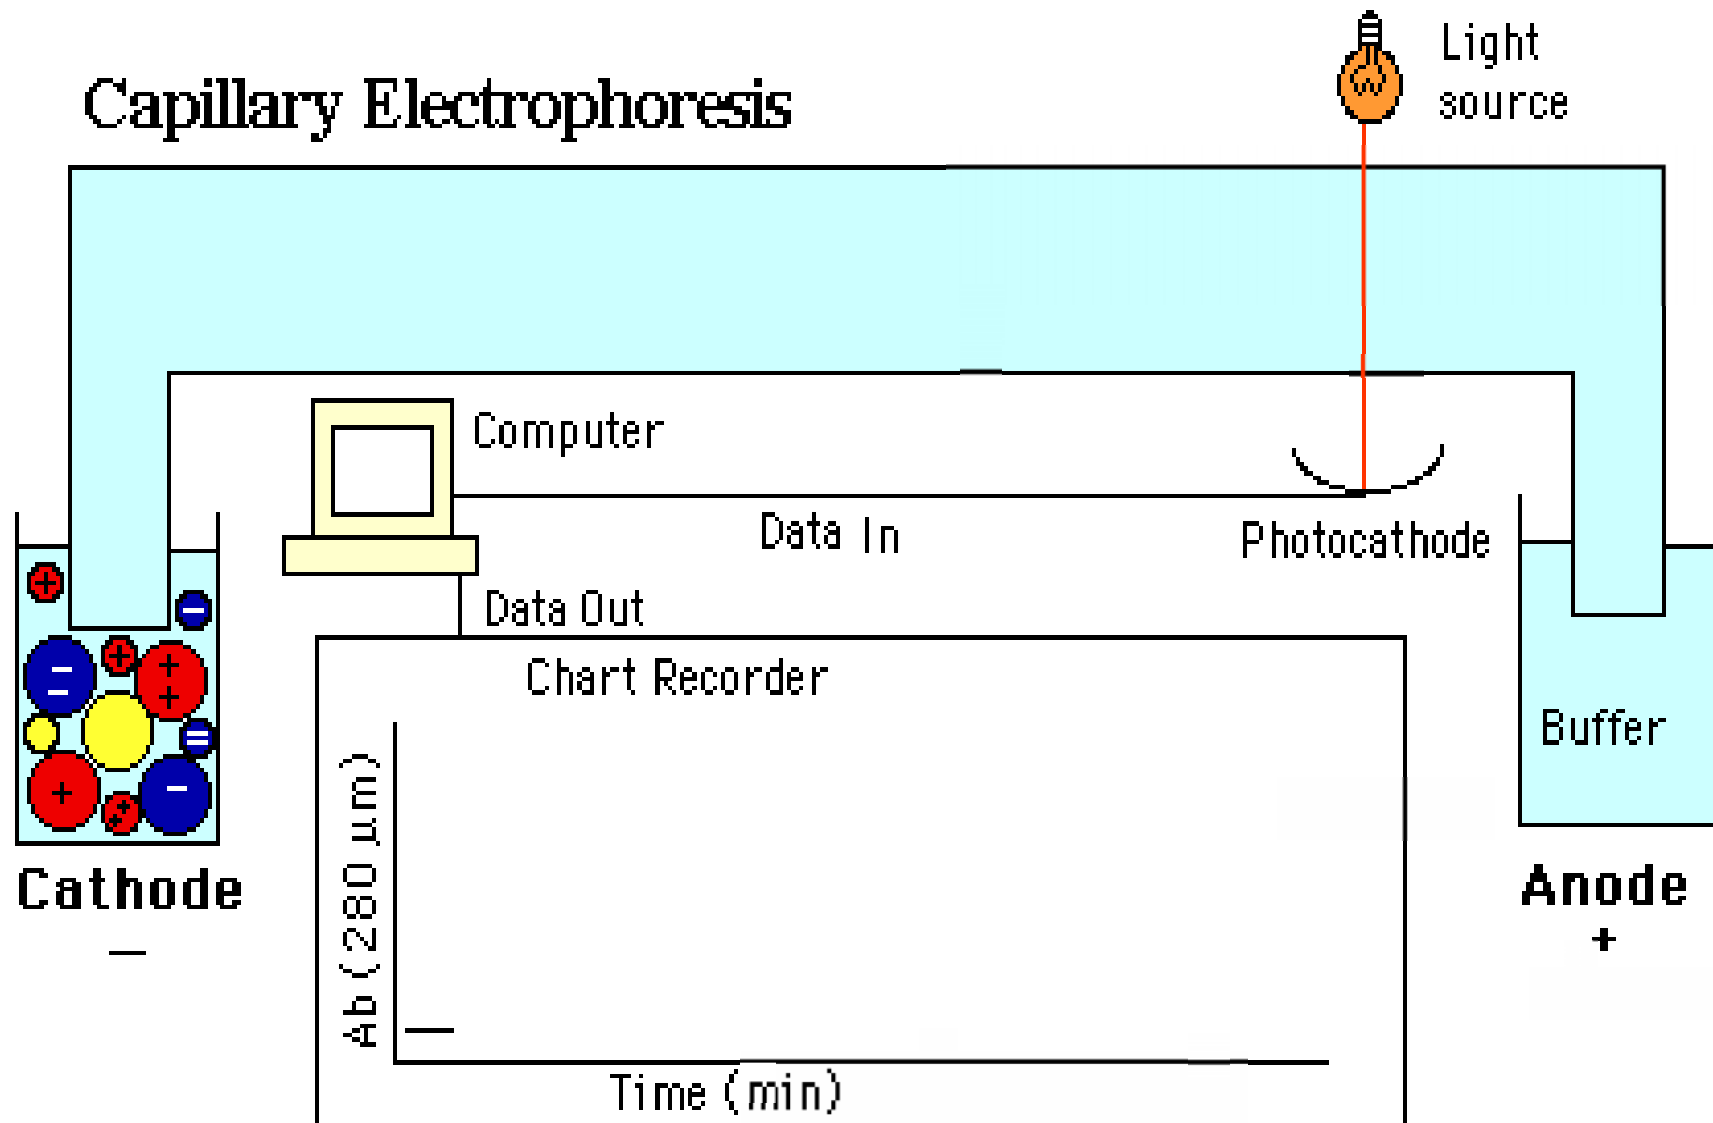 Capillary Electrophoresis
Light
source
Computer
Data In
Photocathode
Data Out
Chart Recorder
+
−
−
−
+
+
+
=
+
−
+
+
Buffer
Ab (280 µm)
Time (min)
Cathode
−
Anode
+